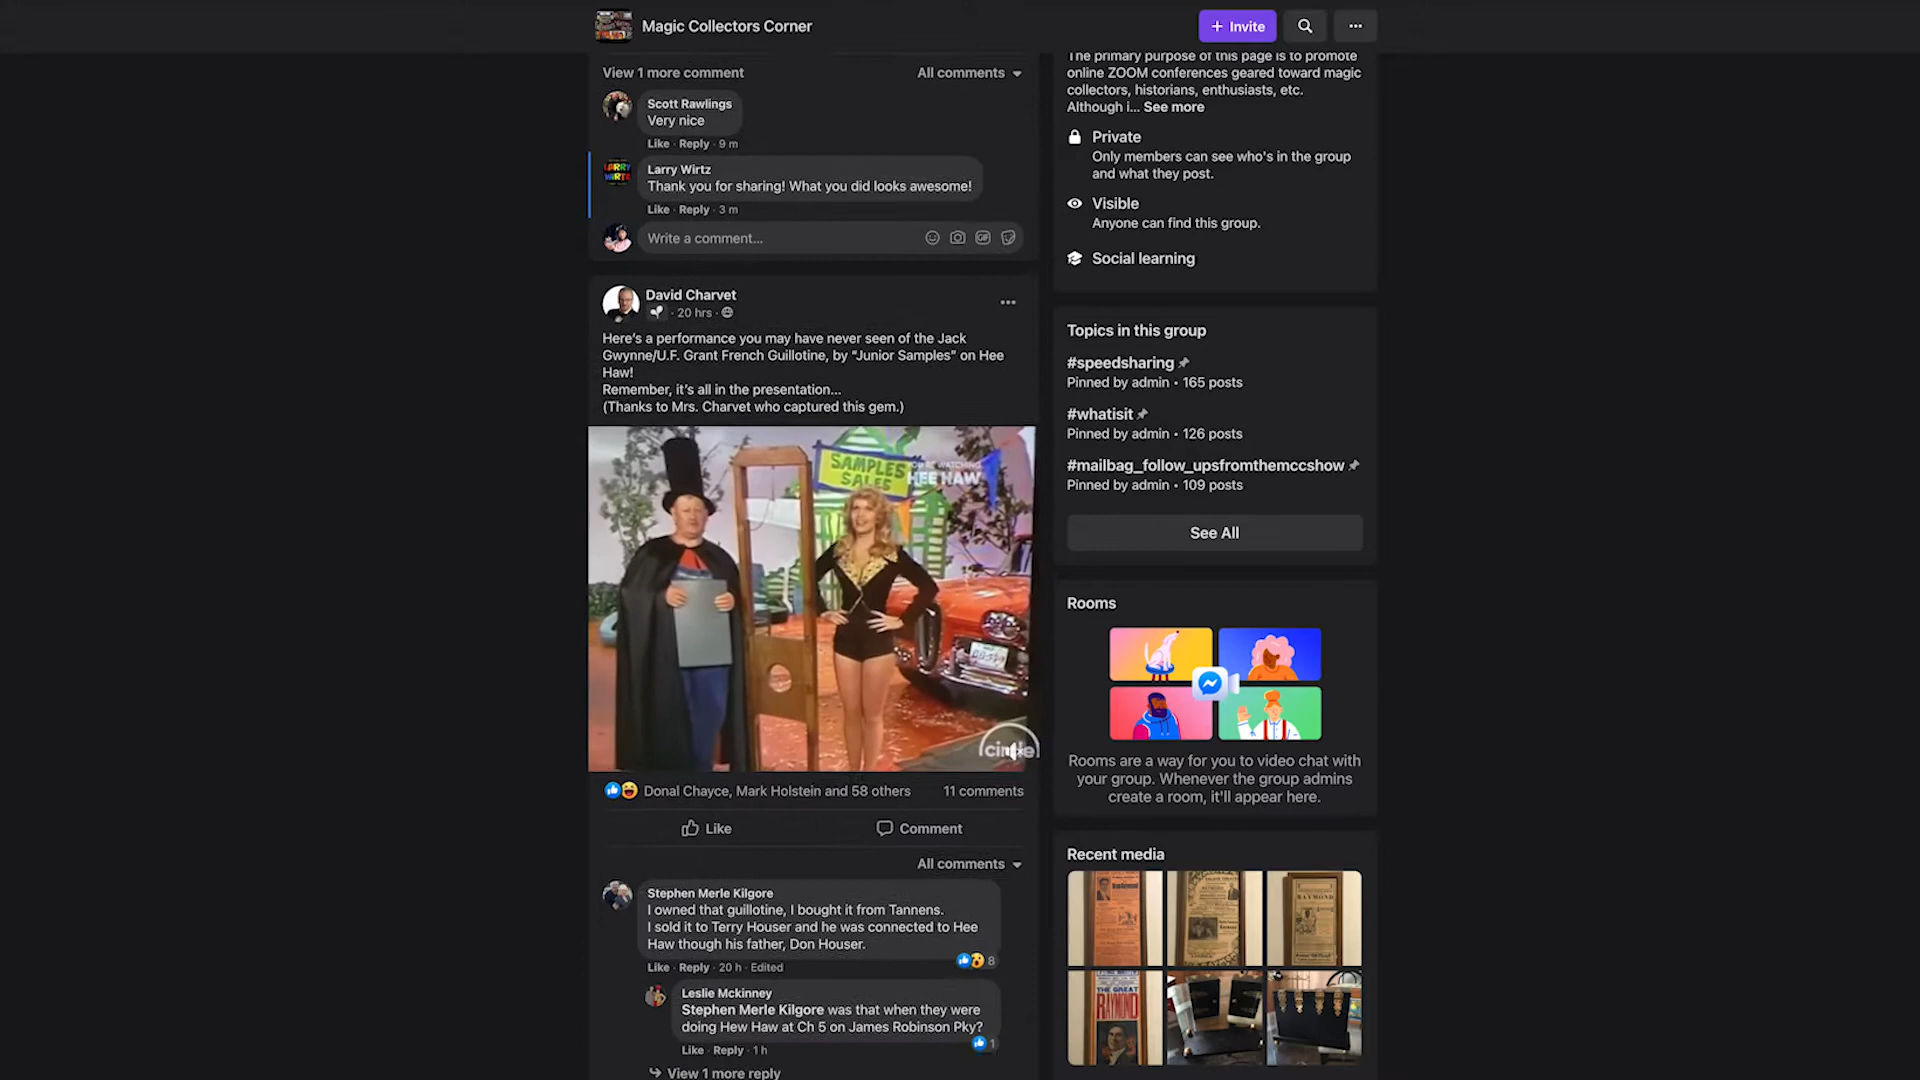 Magic Collectors Corner
+ Invite
View 1 more comment
All comments
Scott Rawlings
Very nice
Like · Reply · 9 m
Larry Wirtz
Thank you for sharing! What you did looks awesome!
Like · Reply · 3 m
Write a comment...
GIF
David Charvet
· 20 hrs ·
Here's a performance you may have never seen of the Jack
Gwynne/U.F. Grant French Guillotine, by "Junior Samples" on Hee
Haw!
Remember, it's all in the presentation...
(Thanks to Mrs. Charvet who captured this gem.)
SAMPLES
SALES
YOU'RE WATCHING
HEE HAW
circle
Donal Chayce, Mark Holstein and 58 others
11 comments
Like
Comment
All comments
Stephen Merle Kilgore
I owned that guillotine, I bought it from Tannens.
I sold it to Terry Houser and he was connected to Hee
Haw though his father, Don Houser.
8
Like · Reply · 20 h · Edited
Leslie Mckinney
Stephen Merle Kilgore was that when they were
doing Hew Haw at Ch 5 on James Robinson Pky?
1
Like · Reply · 1 h
View 1 more reply
The primary purpose of this page is to promote
online ZOOM conferences geared toward magic
collectors, historians, enthusiasts, etc.
Although i... See more
Private
Only members can see who's in the group
and what they post.
Visible
Anyone can find this group.
Social learning
Topics in this group
#speedsharing
Pinned by admin • 165 posts
#whatisit
Pinned by admin • 126 posts
#mailbag_follow_upsfromthemccshow
Pinned by admin • 109 posts
See All
Rooms
Rooms are a way for you to video chat with
your group. Whenever the group admins
create a room, it'll appear here.
Recent media
RAYMOND
THE GREAT
RAYMOND